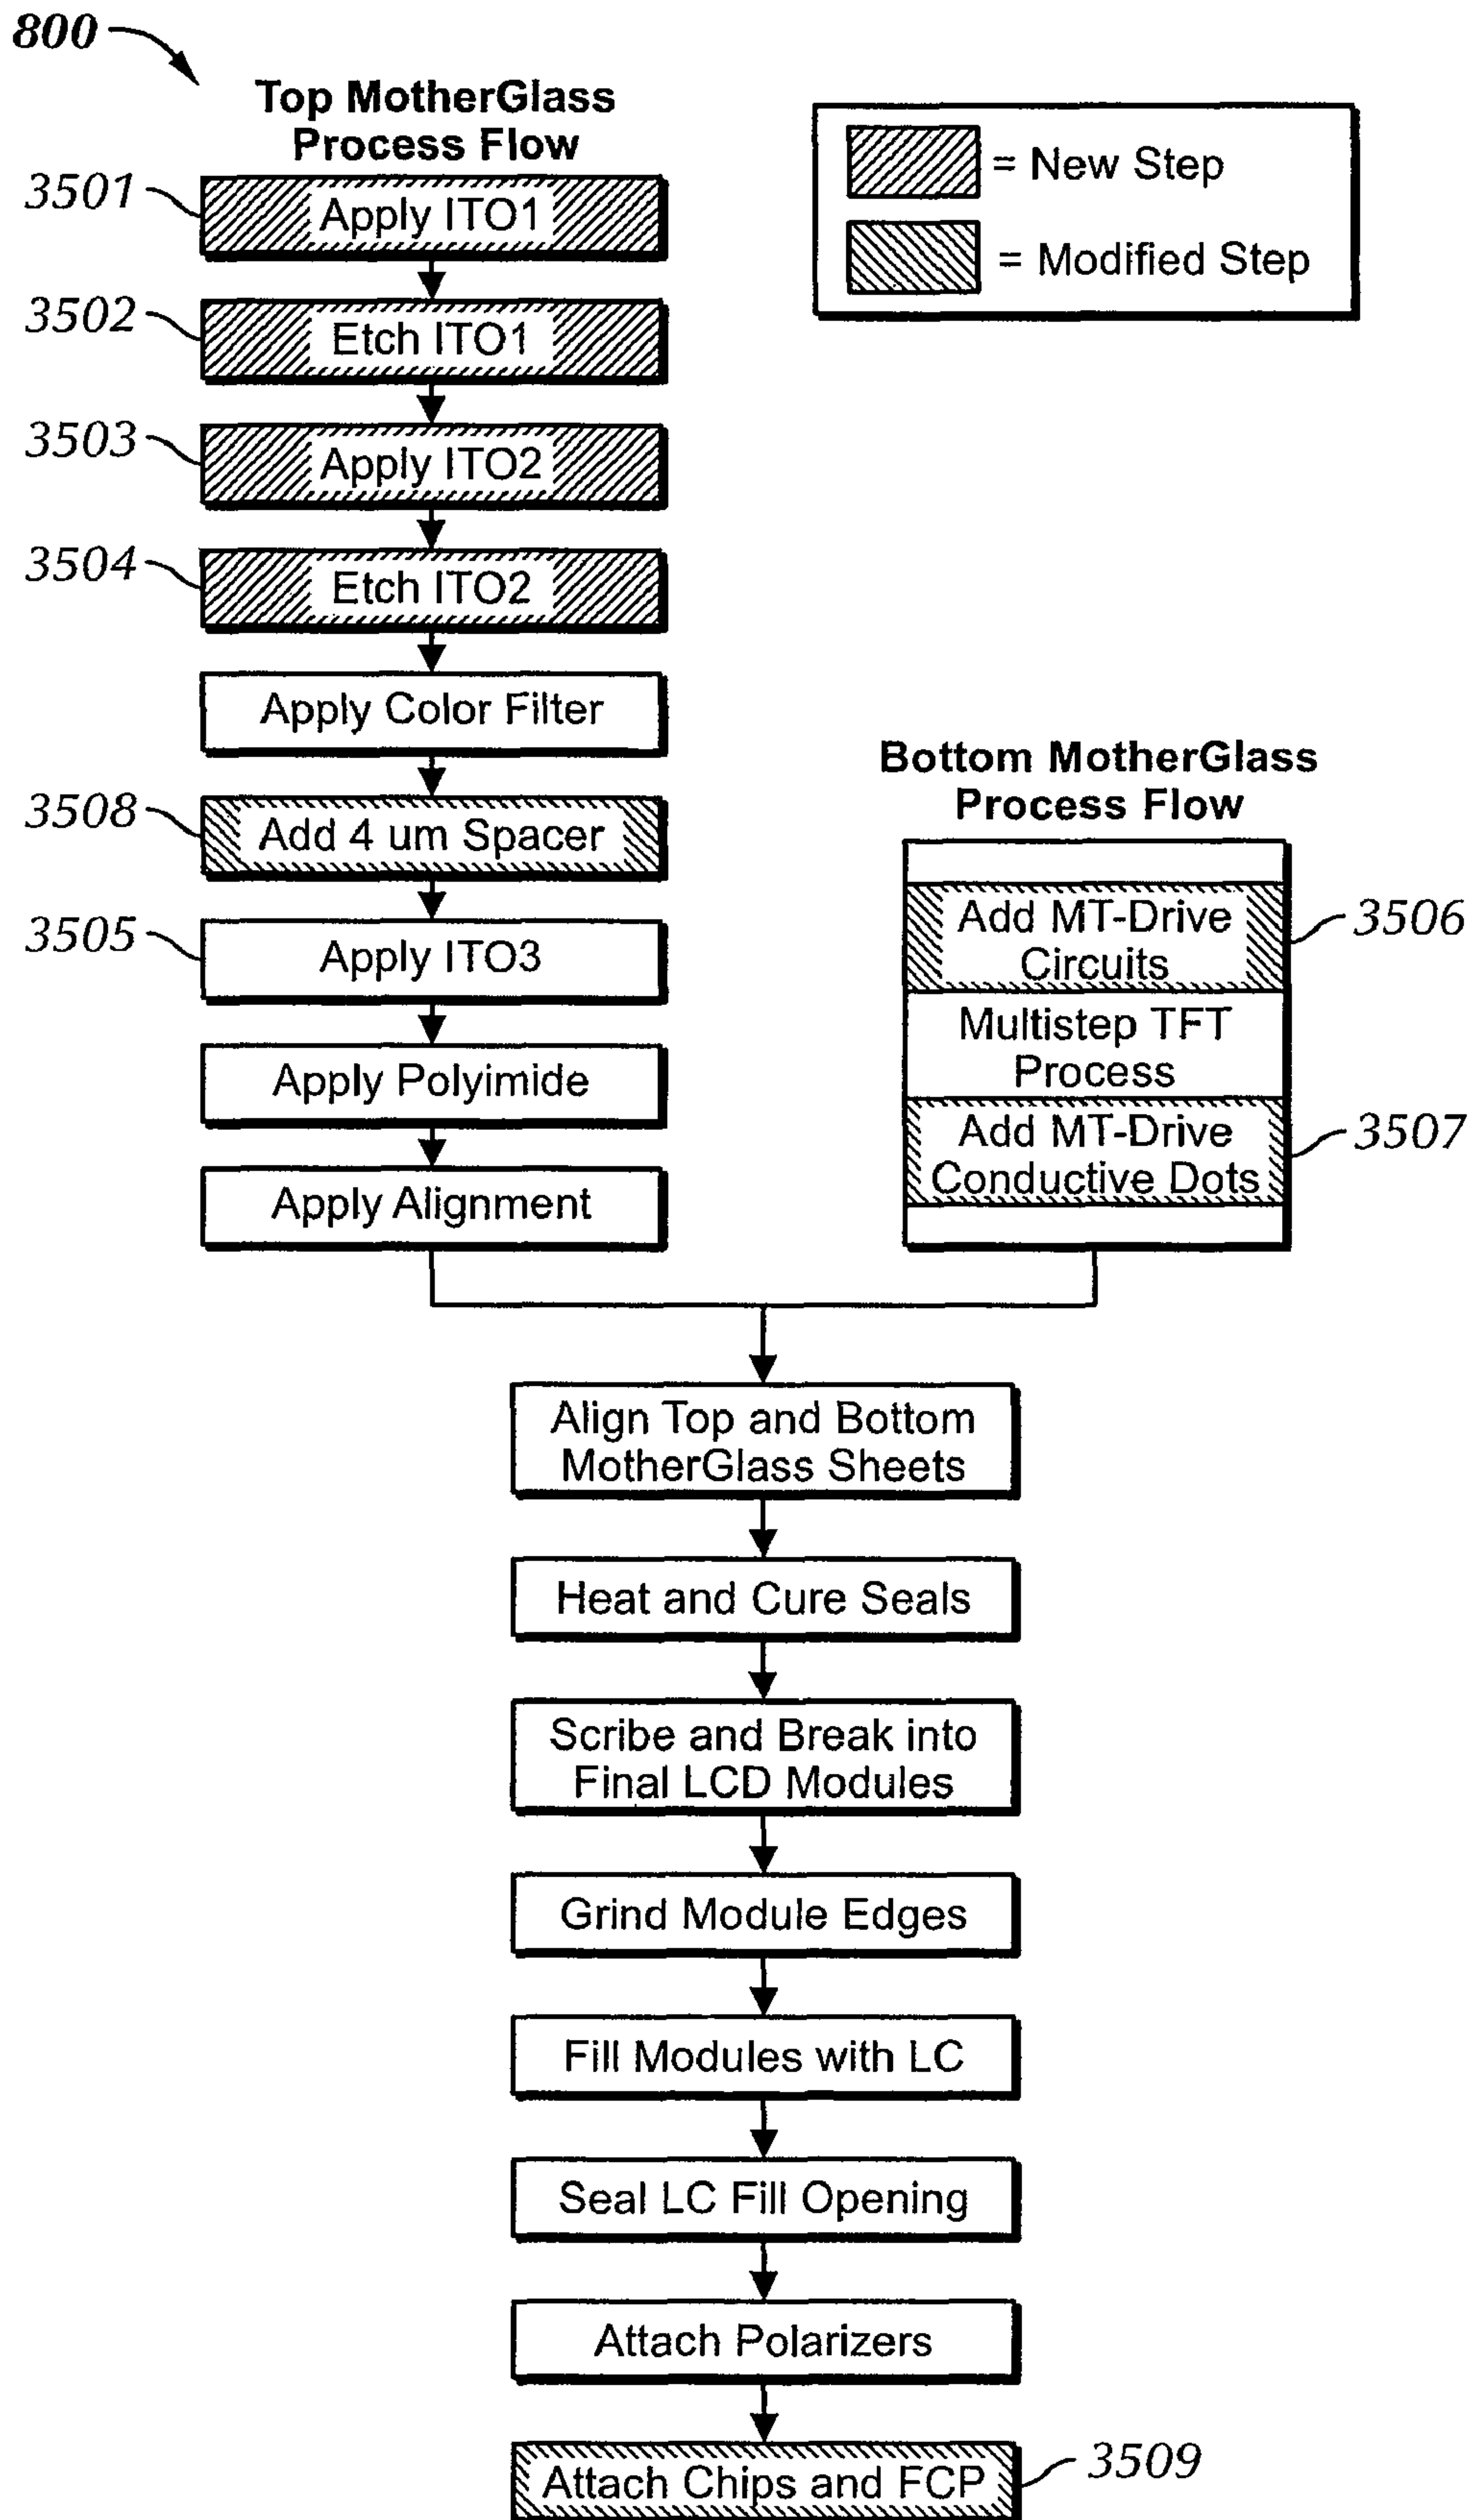 800
Top MotherGlass
Process Flow
= New Step
= Modified Step
3501
Apply ITO1
3502
Etch ITO1
3503
Apply ITO2
3504
Etch ITO2
Apply Color Filter
3508
Add 4 um Spacer
3505
Apply ITO3
Apply Polyimide
Apply Alignment
Bottom MotherGlass
Process Flow
Add MT-Drive
Circuits
3506
Multistep TFT
Process
Add MT-Drive
Conductive Dots
3507
Align Top and Bottom
MotherGlass Sheets
Heat and Cure Seals
Scribe and Break into
Final LCD Modules
Grind Module Edges
Fill Modules with LC
Seal LC Fill Opening
Attach Polarizers
Attach Chips and FCP
3509